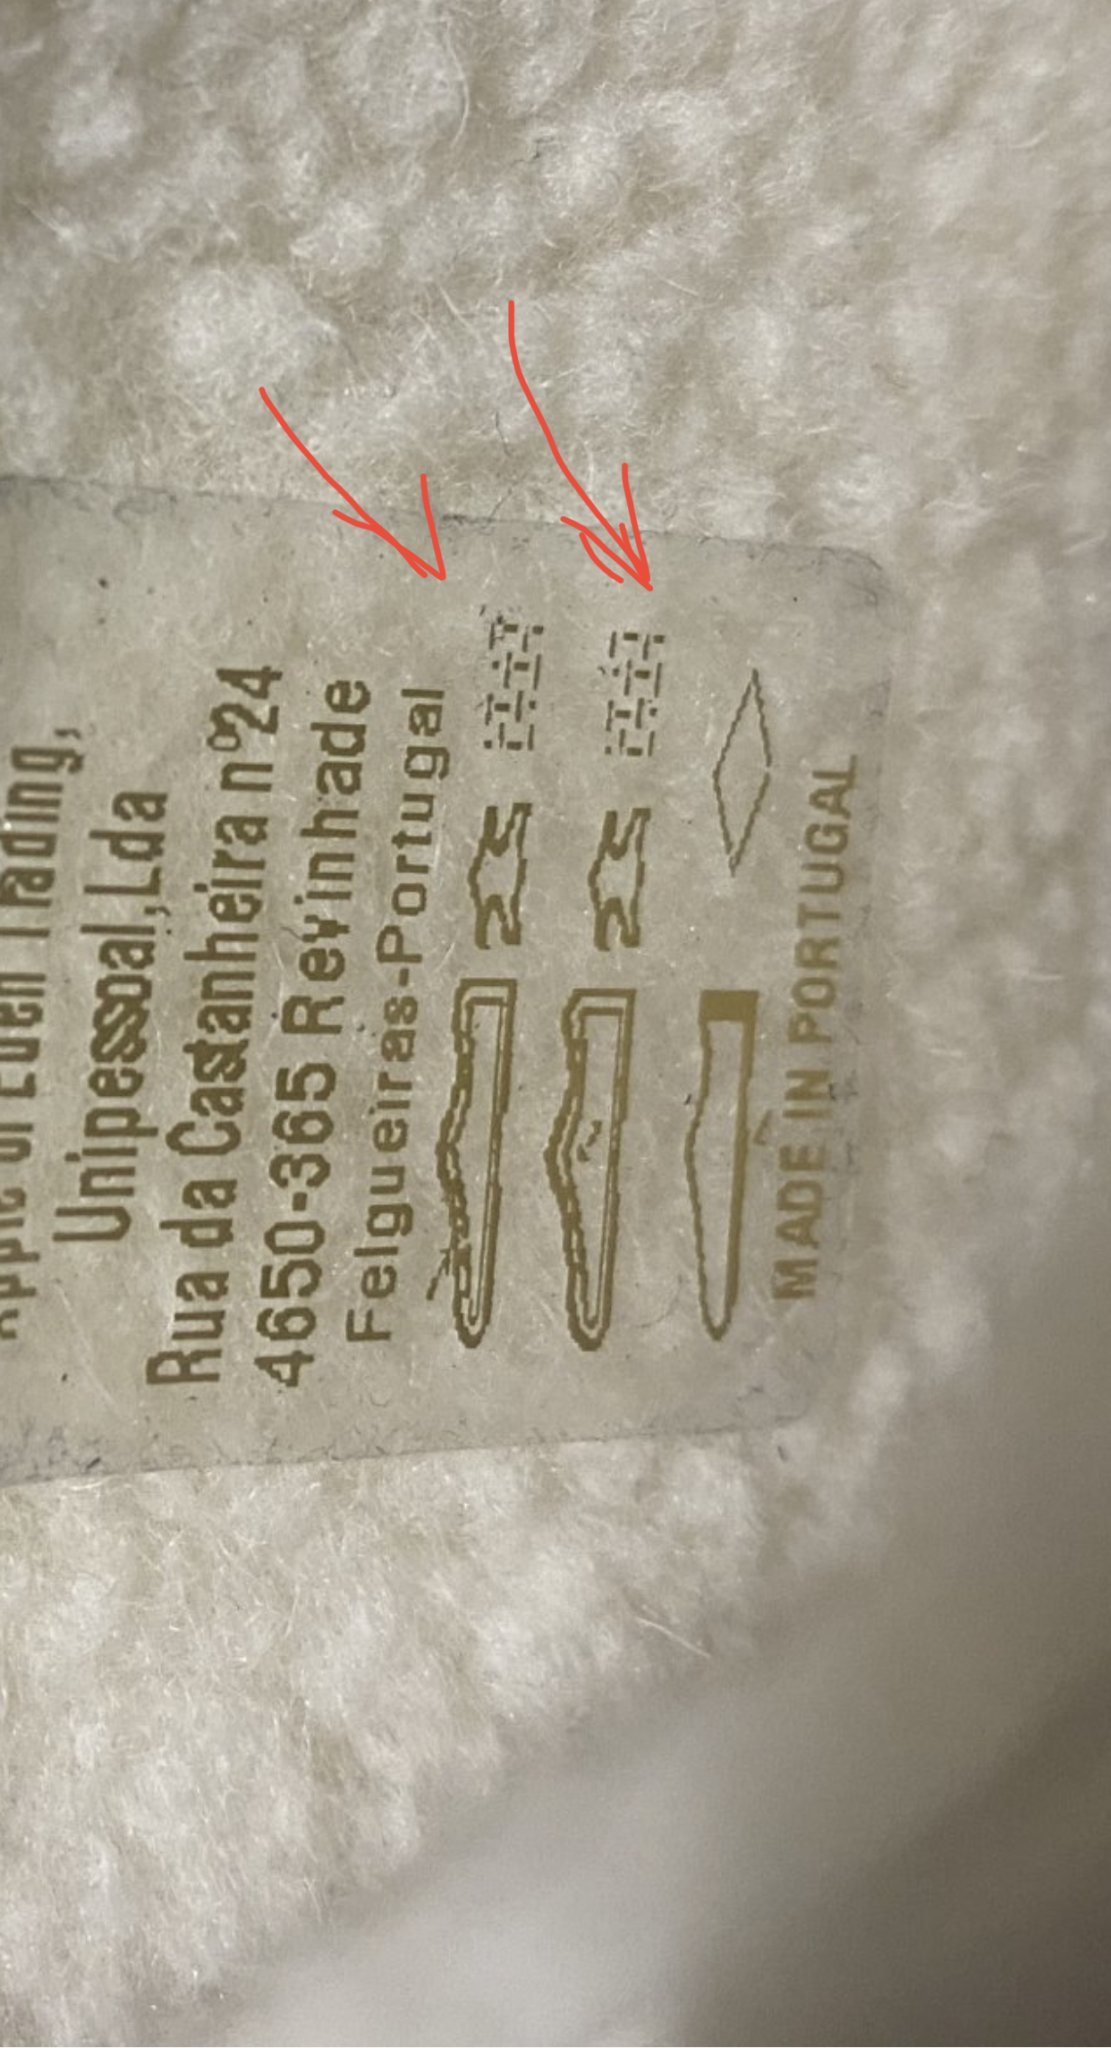 Unipessoal,Lda
Rua da Castanheira nº24
4650-365 Revinhade
Felgueiras-Portugal
MADE IN PORTUGAL